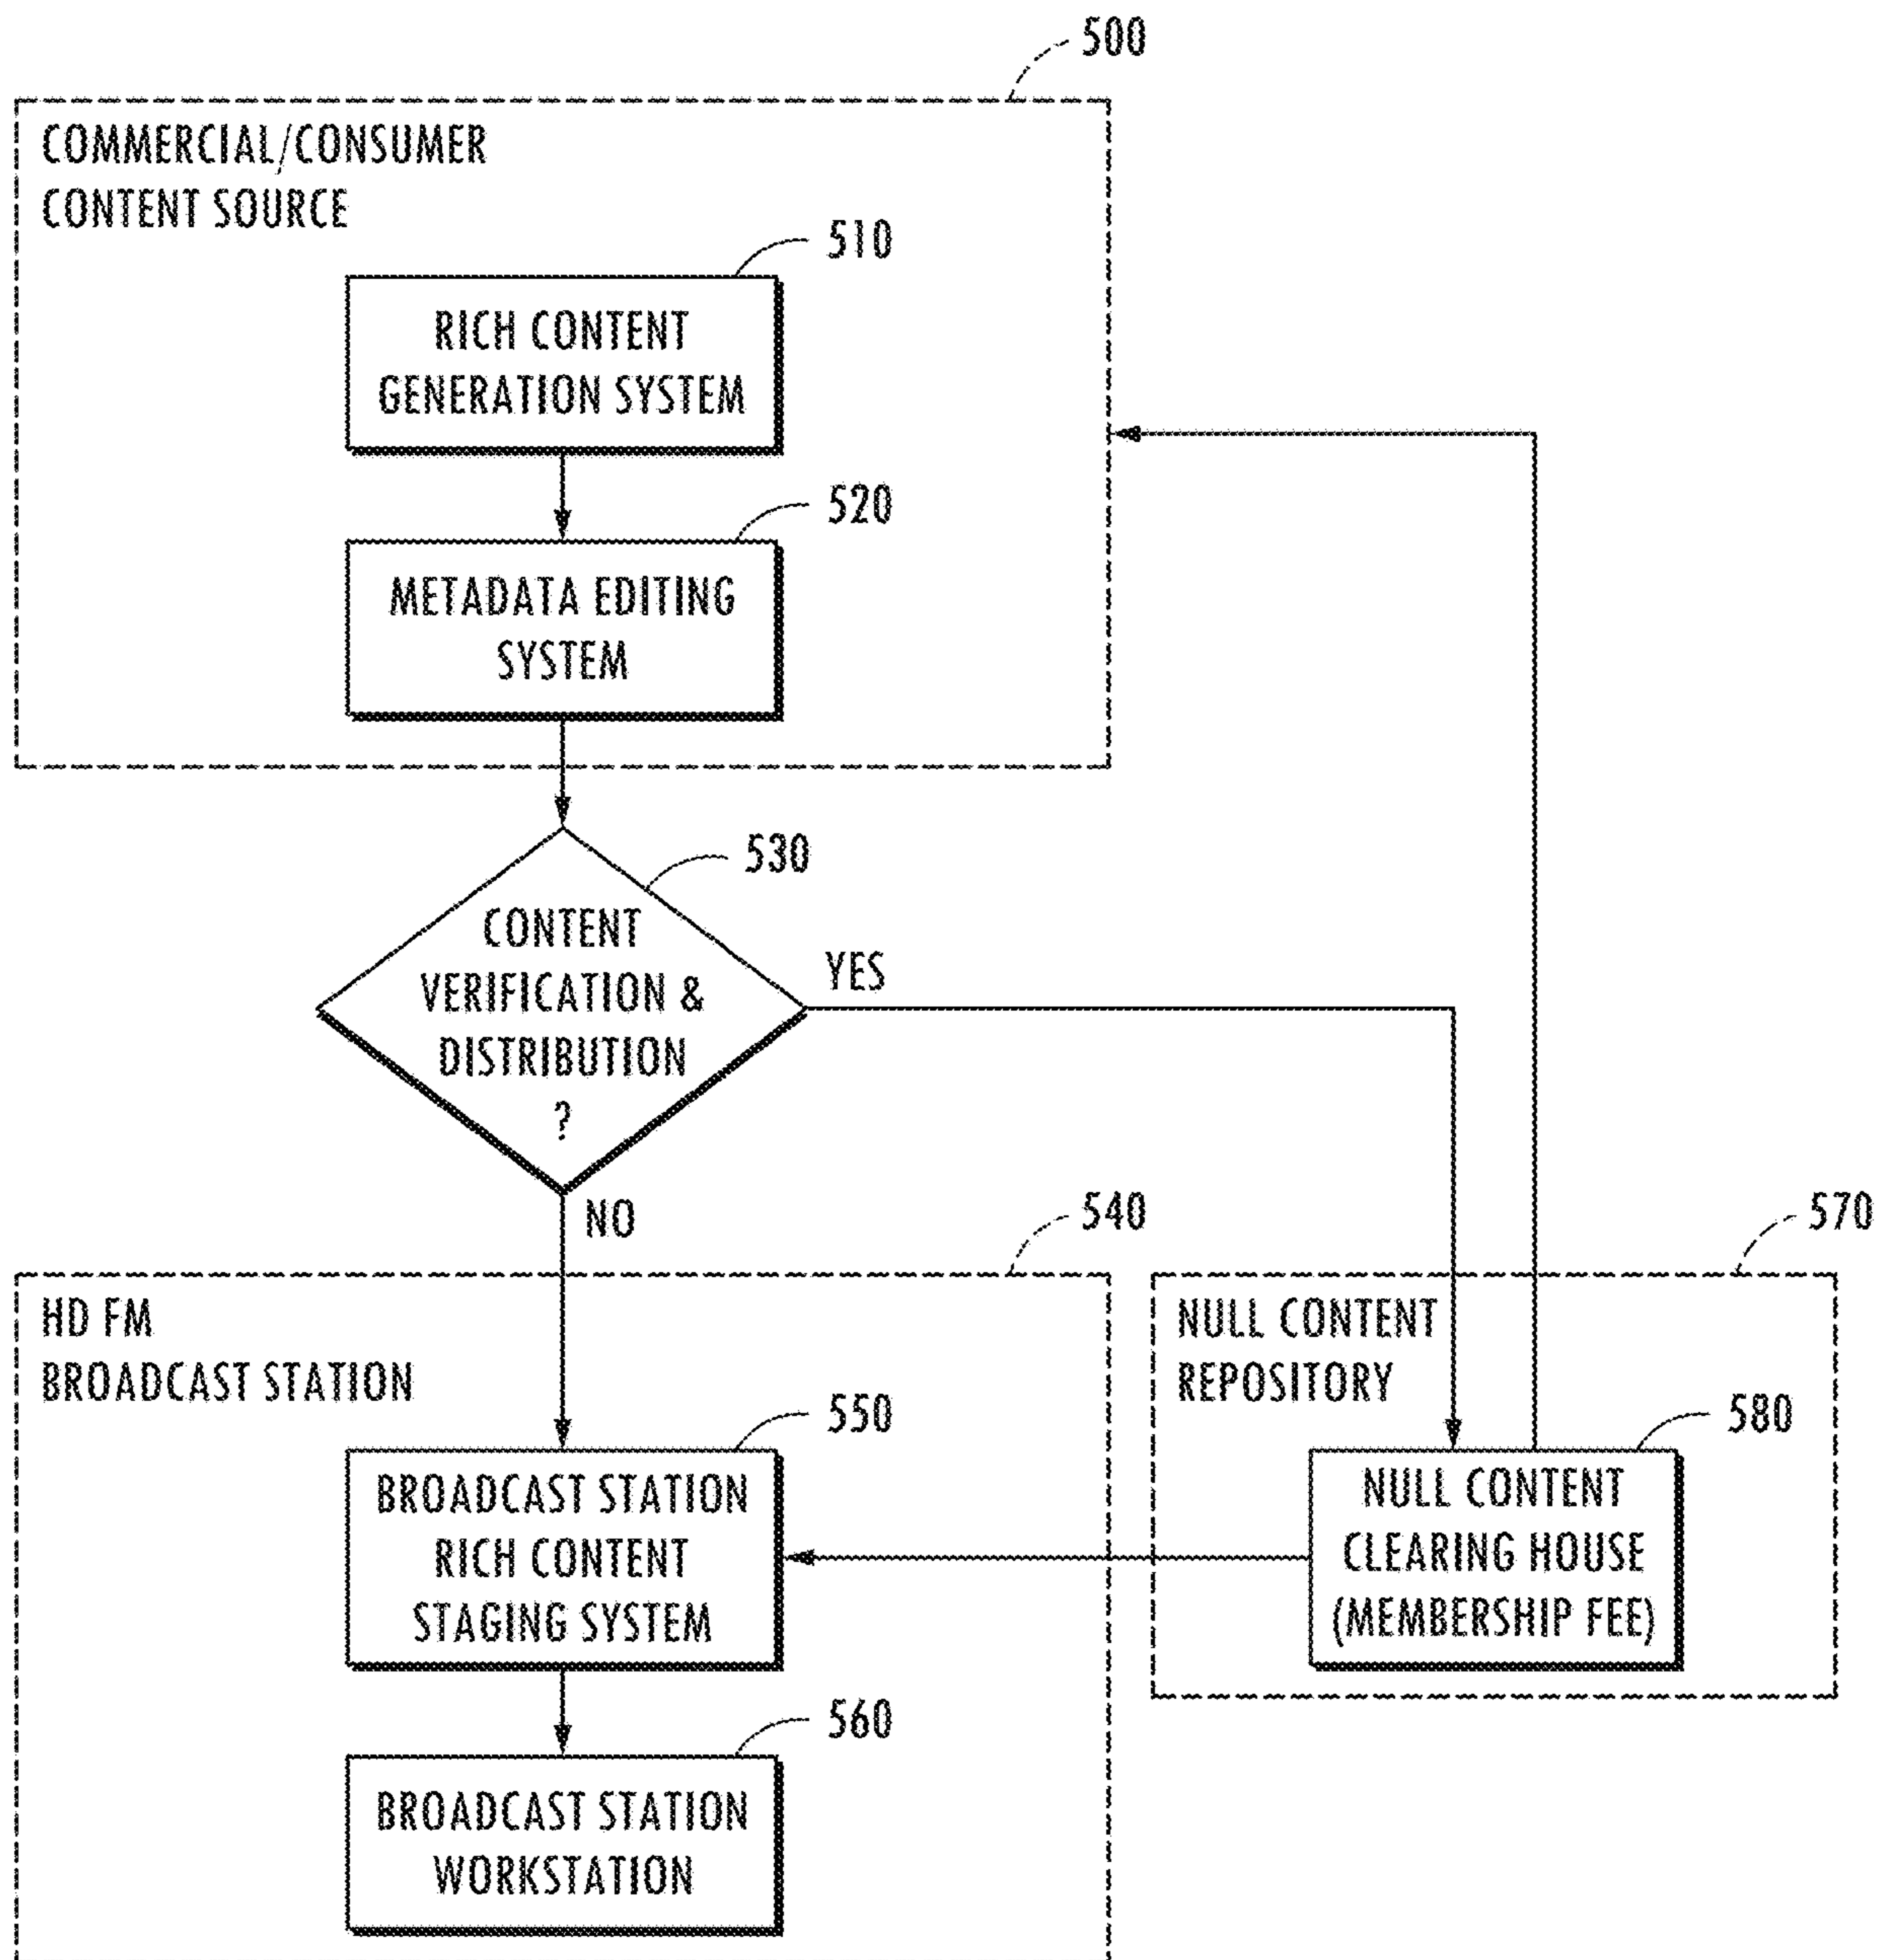 500
COMMERCIAL/CONSUMER
CONTENT SOURCE
510
RICH CONTENT
GENERATION SYSTEM
520
METADATA EDITING
SYSTEM
530
CONTENT
VERIFICATION &
DISTRIBUTION
?
YES
NO
540
HD FM
BROADCAST STATION
550
BROADCAST STATION
RICH CONTENT
STAGING SYSTEM
560
BROADCAST STATION
WORKSTATION
570
NULL CONTENT
REPOSITORY
580
NULL CONTENT
CLEARING HOUSE
(MEMBERSHIP FEE)